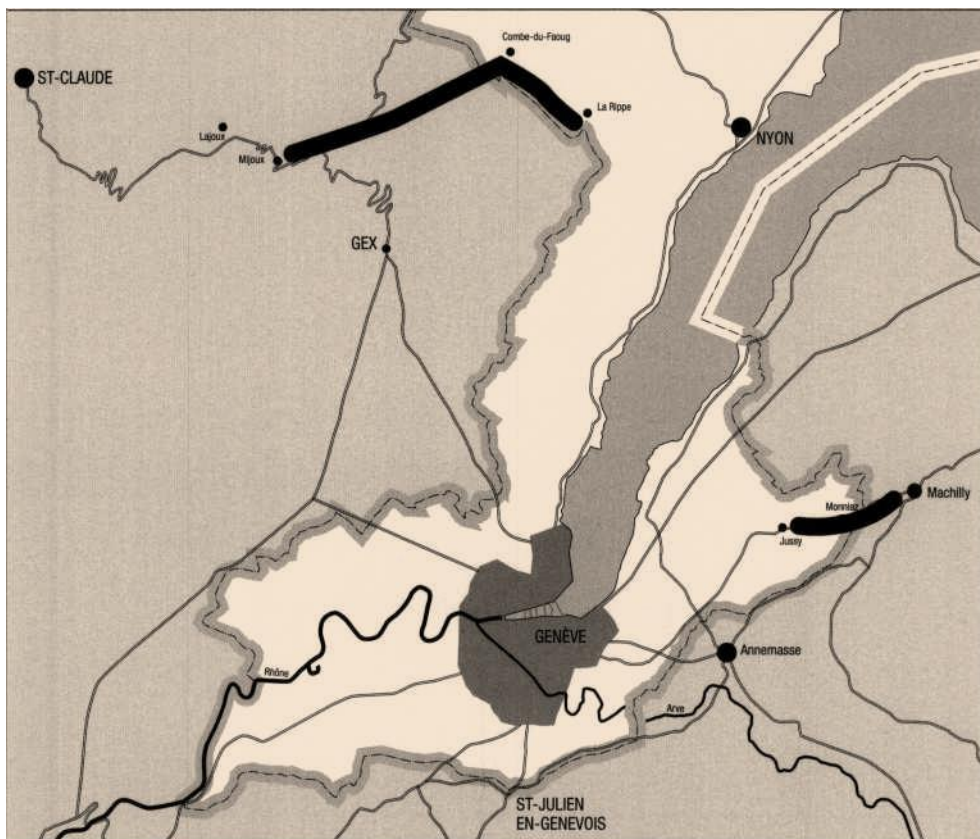 Combe-du-Faoug
ST-CLAUDE
La Rippe
Lajoux
NYON
Mijoux
GEX
Machilly
Monniaz
Jussy
GENÈVE
Annemasse
Rhône
Arve
ST-JULIEN
EN-GENEVOIS